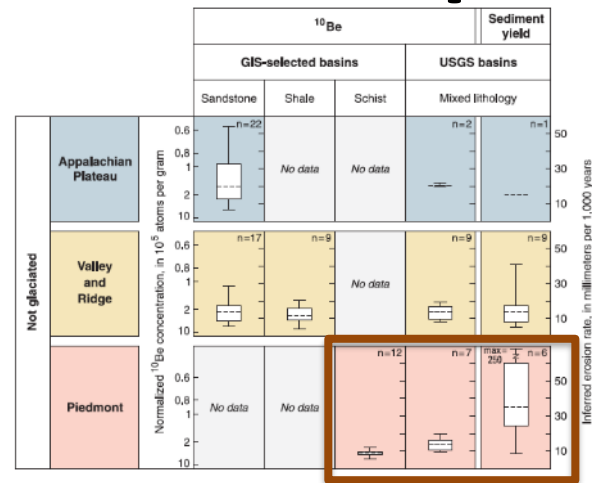 10Be
Sediment yield
GIS-selected basins
USGS basins
Sandstone
Shale
Schist
Mixed lithology
Not glaciated
Normalized 10Be concentration, in 10^5 atoms per gram
Inferred erosion rate, in millimeters per 1,000 years
Appalachian
Plateau
0.6
0.8
1
2
10
n=22
No data
No data
n=2
n=1
50
30
10
Valley
and
Ridge
0.6
0.8
2
10
n=17
n=9
No data
n=9
n=9
50
30
10
Piedmont
0.6
1
2
10
No data
No data
n=12
n=7
max=
250
n=6
50
30
10